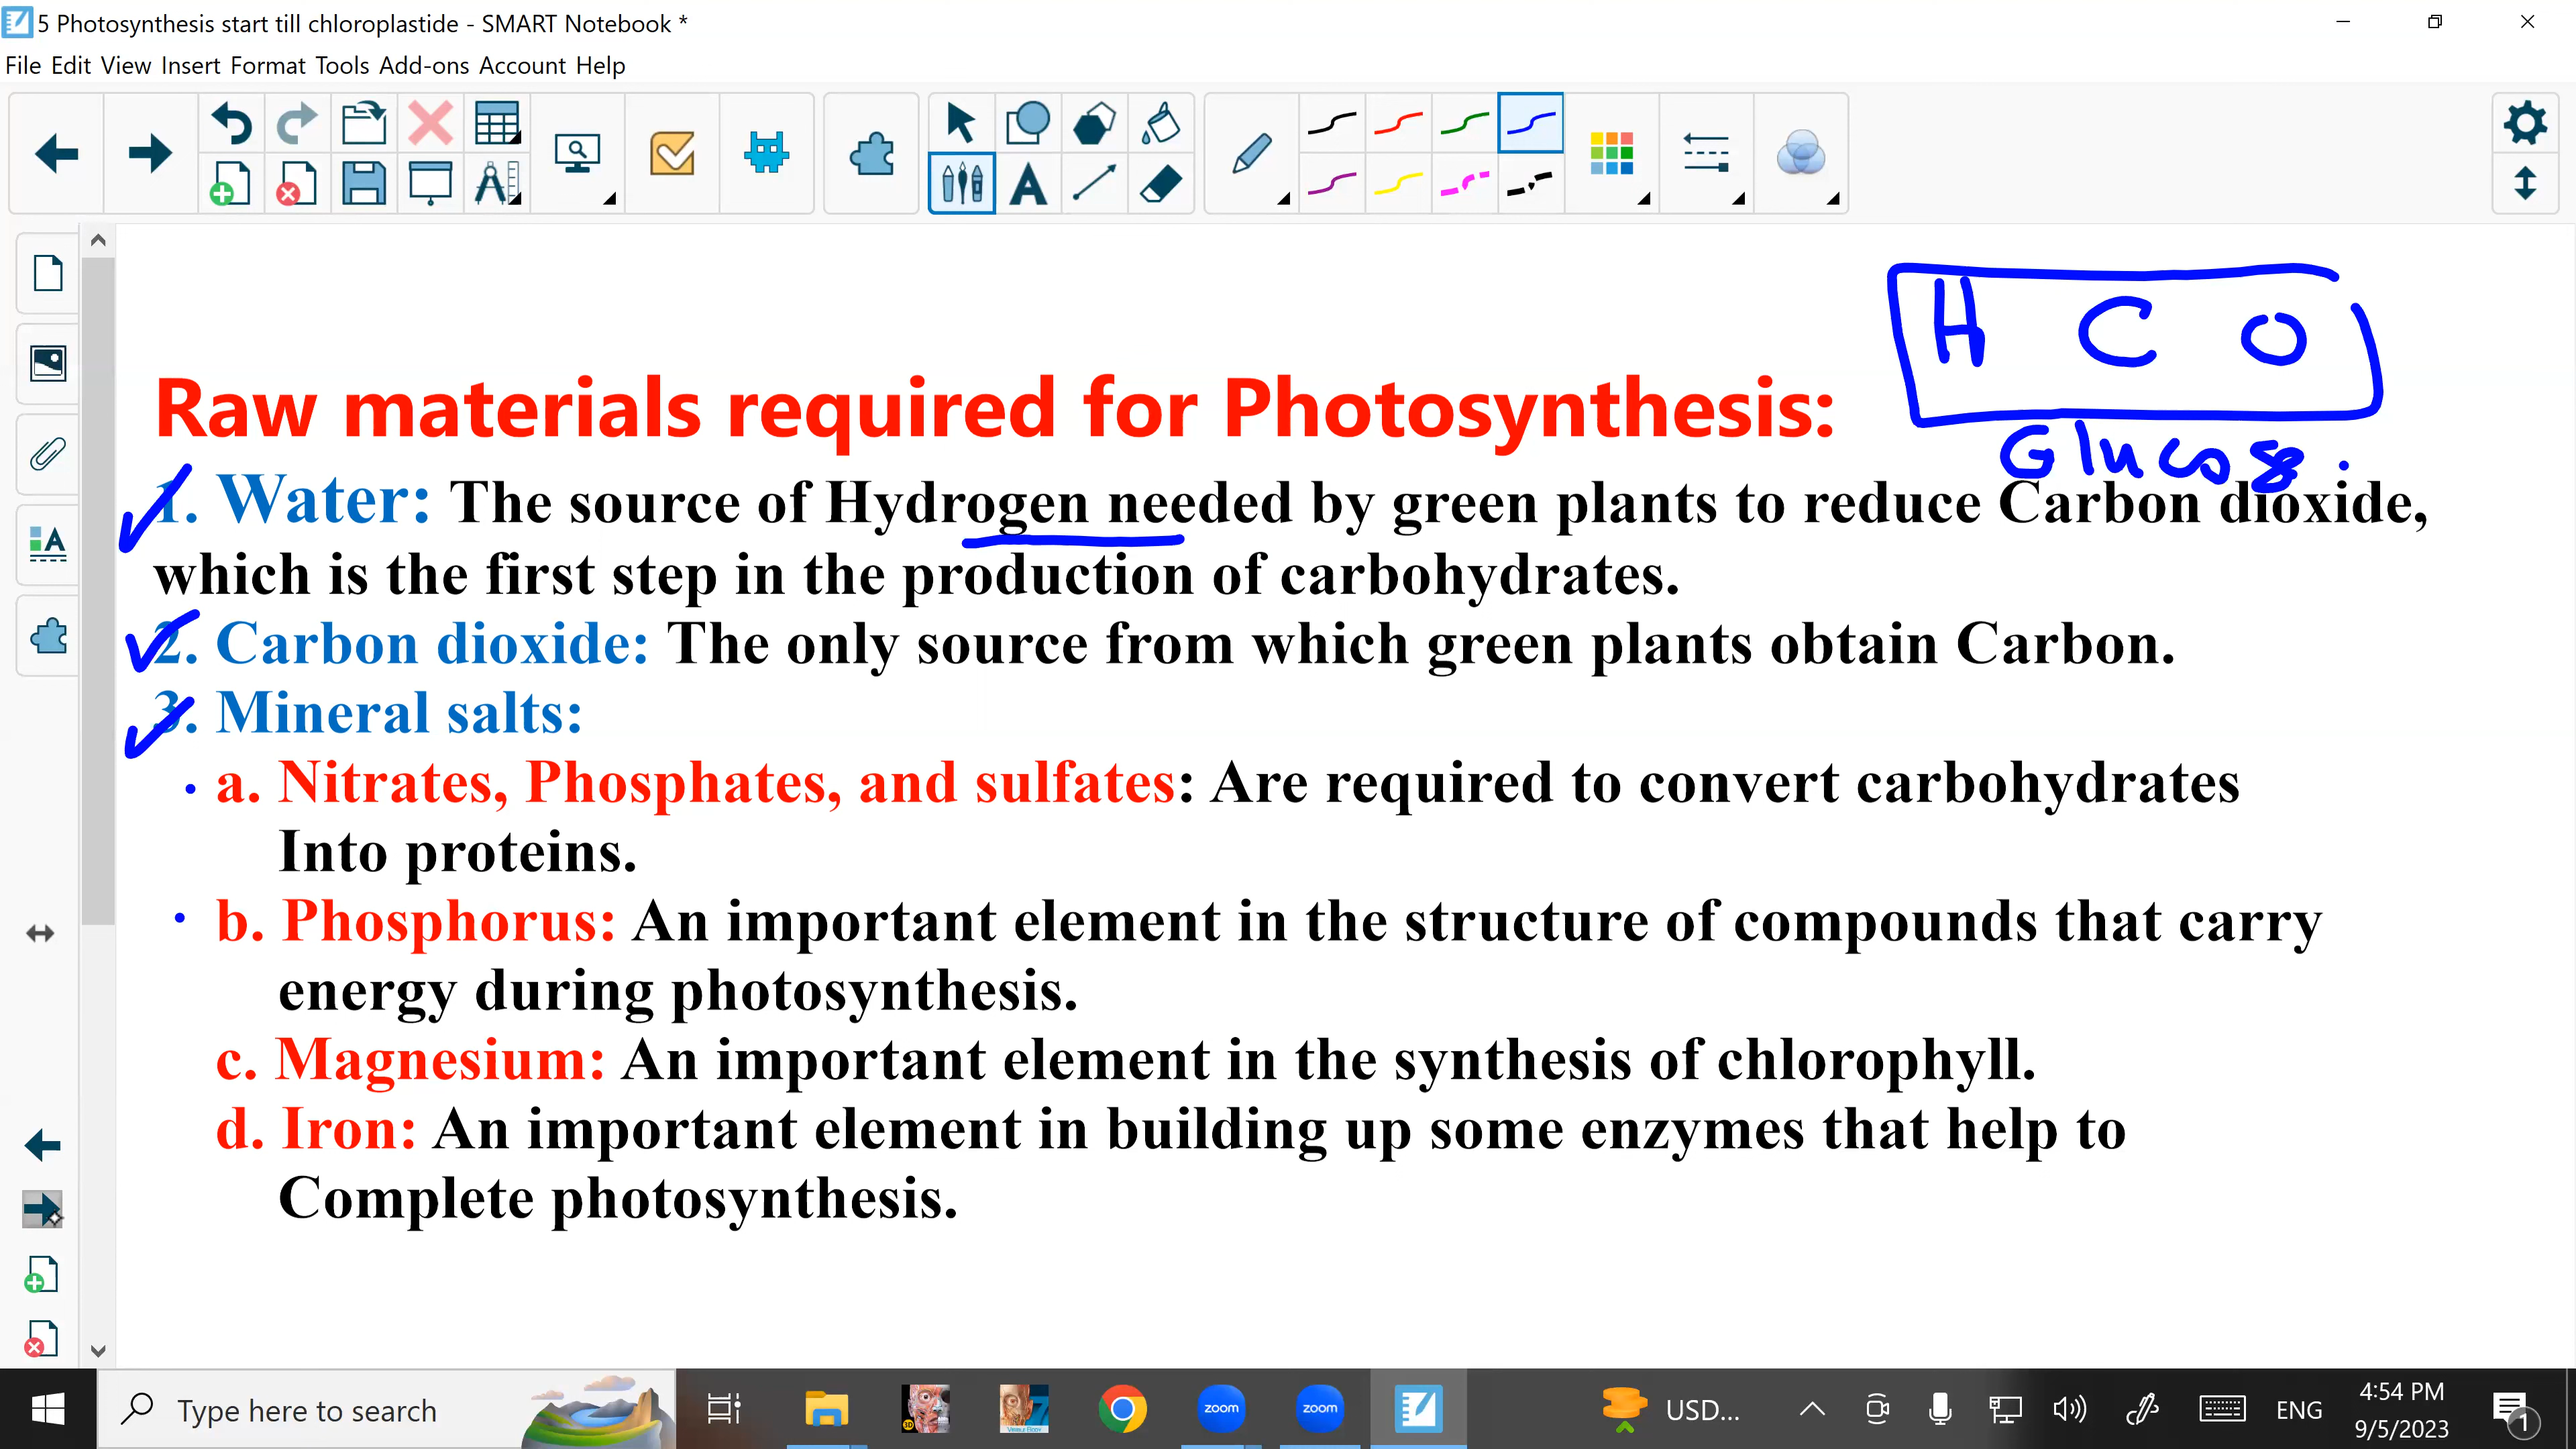 5 Photosynthesis start till chloroplastide - SMART Notebook *
File Edit View Insert Format Tools Add-ons Account Help
H C O
Raw materials required for Photosynthesis:
Glucose
1. Water: The source of Hydrogen needed by green plants to reduce Carbon dioxide,
which is the first step in the production of carbohydrates.
2. Carbon dioxide: The only source from which green plants obtain Carbon.
3. Mineral salts:
a. Nitrates, Phosphates, and sulfates: Are required to convert carbohydrates
Into proteins.
b. Phosphorus: An important element in the structure of compounds that carry
energy during photosynthesis.
c. Magnesium: An important element in the synthesis of chlorophyll.
d. Iron: An important element in building up some enzymes that help to
Complete photosynthesis.
Type here to search
3D
zoom
zoom
USD...
ENG
4:54 PM
9/5/2023
1